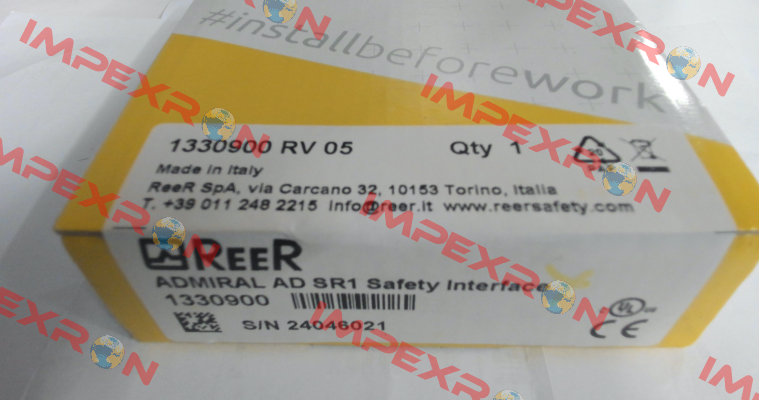 #installbeforework
1330900 RV 05 Qty 1
Made in Italy
ReeR SpA, via Carcano 32, 10153 Torino, Italia
T. +39 011 248 2215 info@reer.it www.reersafety.com
REER
ADMIRAL AD SR1 Safety Interface
1330900
S/N 24046021
UL
CE
IMPEXRON
IMPEXRON
IMPEXRON
IMPEXRON
IMPEXRON
IMPEXRON
IMPEXRON